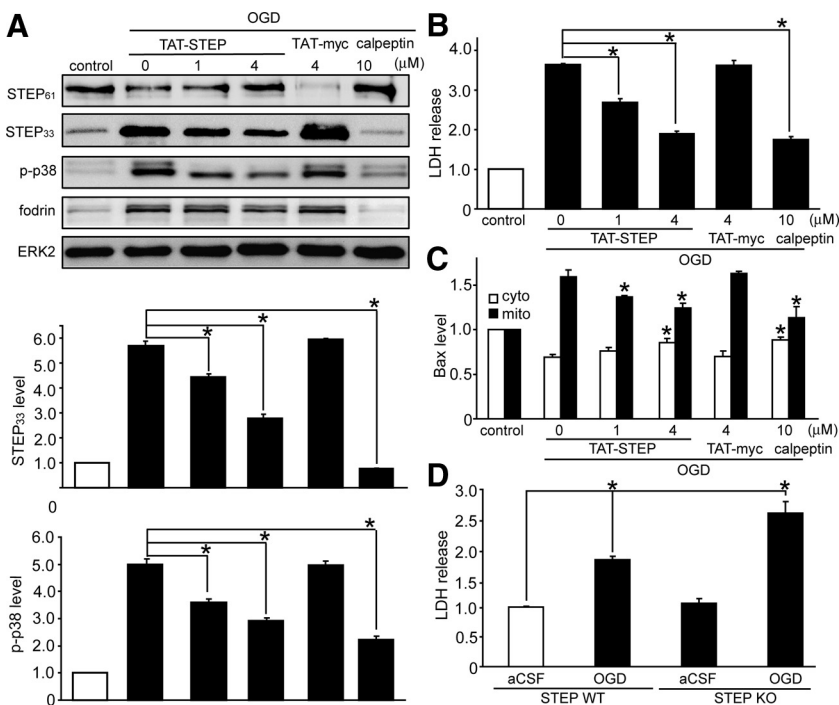 A
OGD
TAT-STEP TAT-myc calpeptin
control 0 1 4 4 10 (μM)
STEP61
STEP33
p-p38
fodrin
ERK2
STEP33 level
6.0
5.0
4.0
3.0
2.0
1.0
0
* * *
p-p38 level
6.0
5.0
4.0
3.0
2.0
1.0
0
* * *
B
LDH release
4.0
3.0
2.0
1.0
0
* * *
control 0 1 4 4 10 (μM)
TAT-STEP TAT-myc calpeptin
OGD
C
Bax level
1.5
1.0
0.5
0
cyto
mito
* * * * *
control 0 1 4 4 10 (μM)
TAT-STEP TAT-myc calpeptin
OGD
D
LDH release
3.0
2.5
2.0
1.5
1.0
0.5
0
* *
aCSF OGD aCSF OGD
STEP WT STEP KO